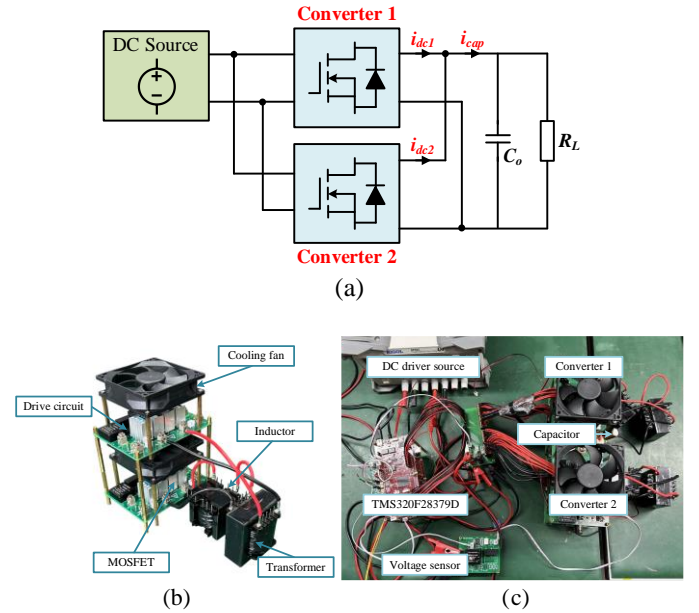 Converter 1
DC Source
i_dc1
i_cap
i_dc2
C_o
R_L
Converter 2
(a)
Cooling fan
Drive circuit
Inductor
MOSFET
Transformer
(b)
DC driver source
Converter 1
Capacitor
TMS320F28379D
Converter 2
Voltage sensor
(c)